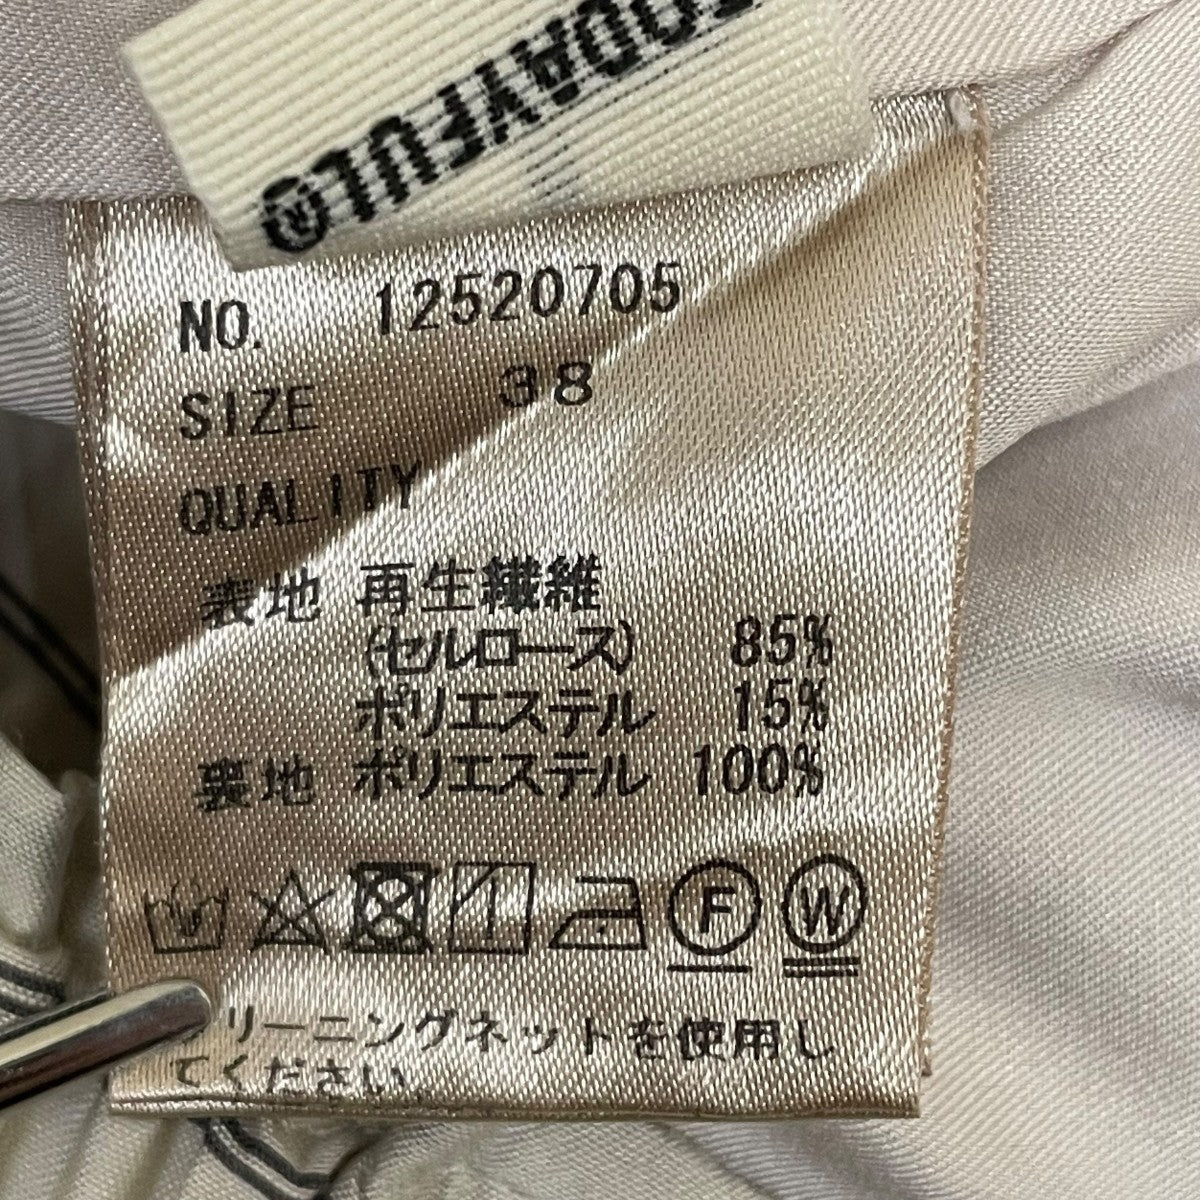 TODAYFUL®
NO. 12520705
SIZE 38
QUALITY
表地 再生繊維
(セルロース) 85%
ポリエステル 15%
裏地 ポリエステル 100%
F W
リーニングネットを使用し
てください